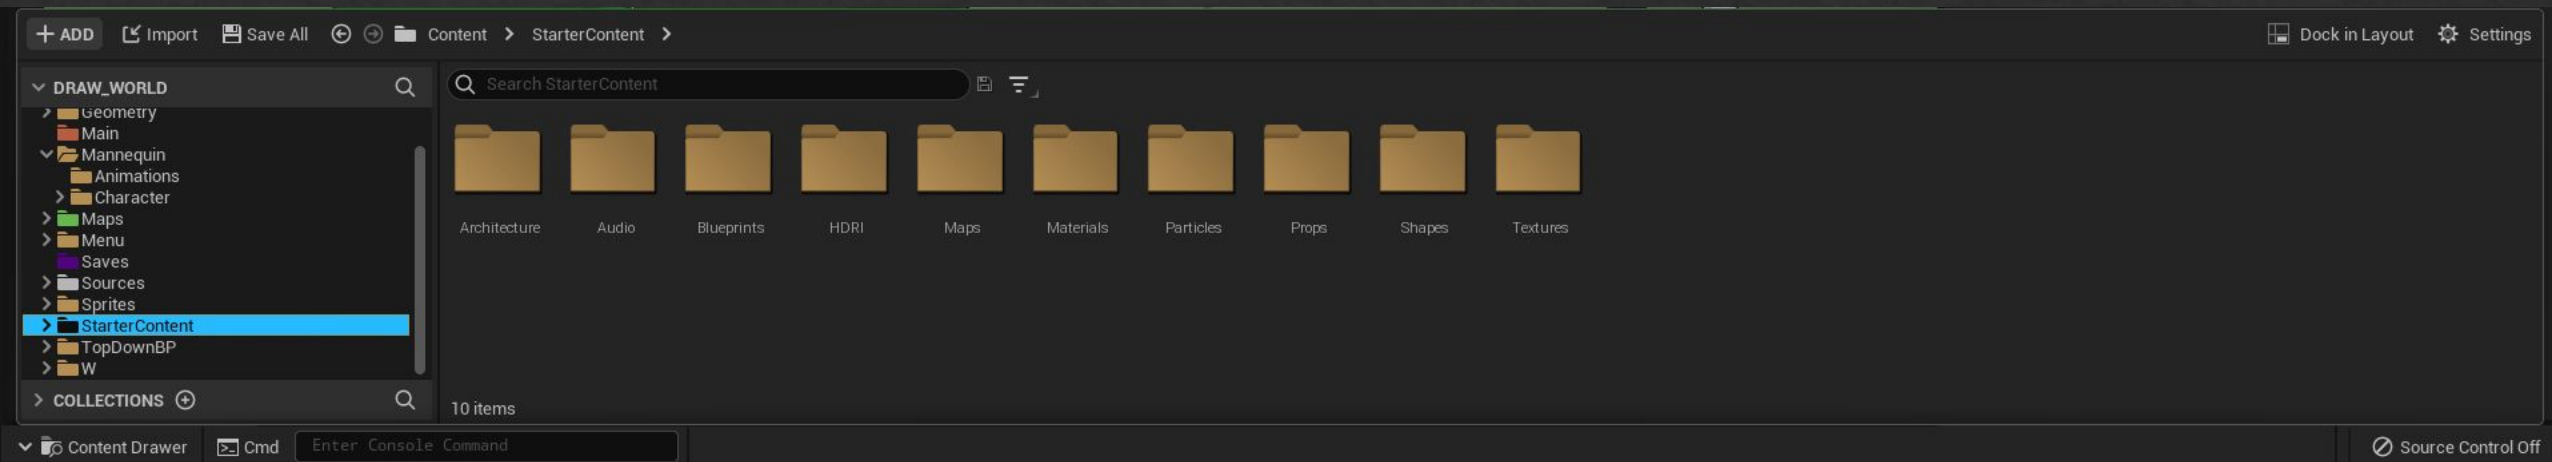 ADD Import Save All Content StarterContent Dock in Layout Settings
DRAW_WORLD
Geometry
Main
Mannequin
Animations
Character
Maps
Menu
Saves
Sources
Sprites
StarterContent
TopDownBP
W
COLLECTIONS
Search StarterContent
Architecture Audio Blueprints HDRI Maps Materials Particles Props Shapes Textures
10 items
Content Drawer Cmd Enter Console Command Source Control Off